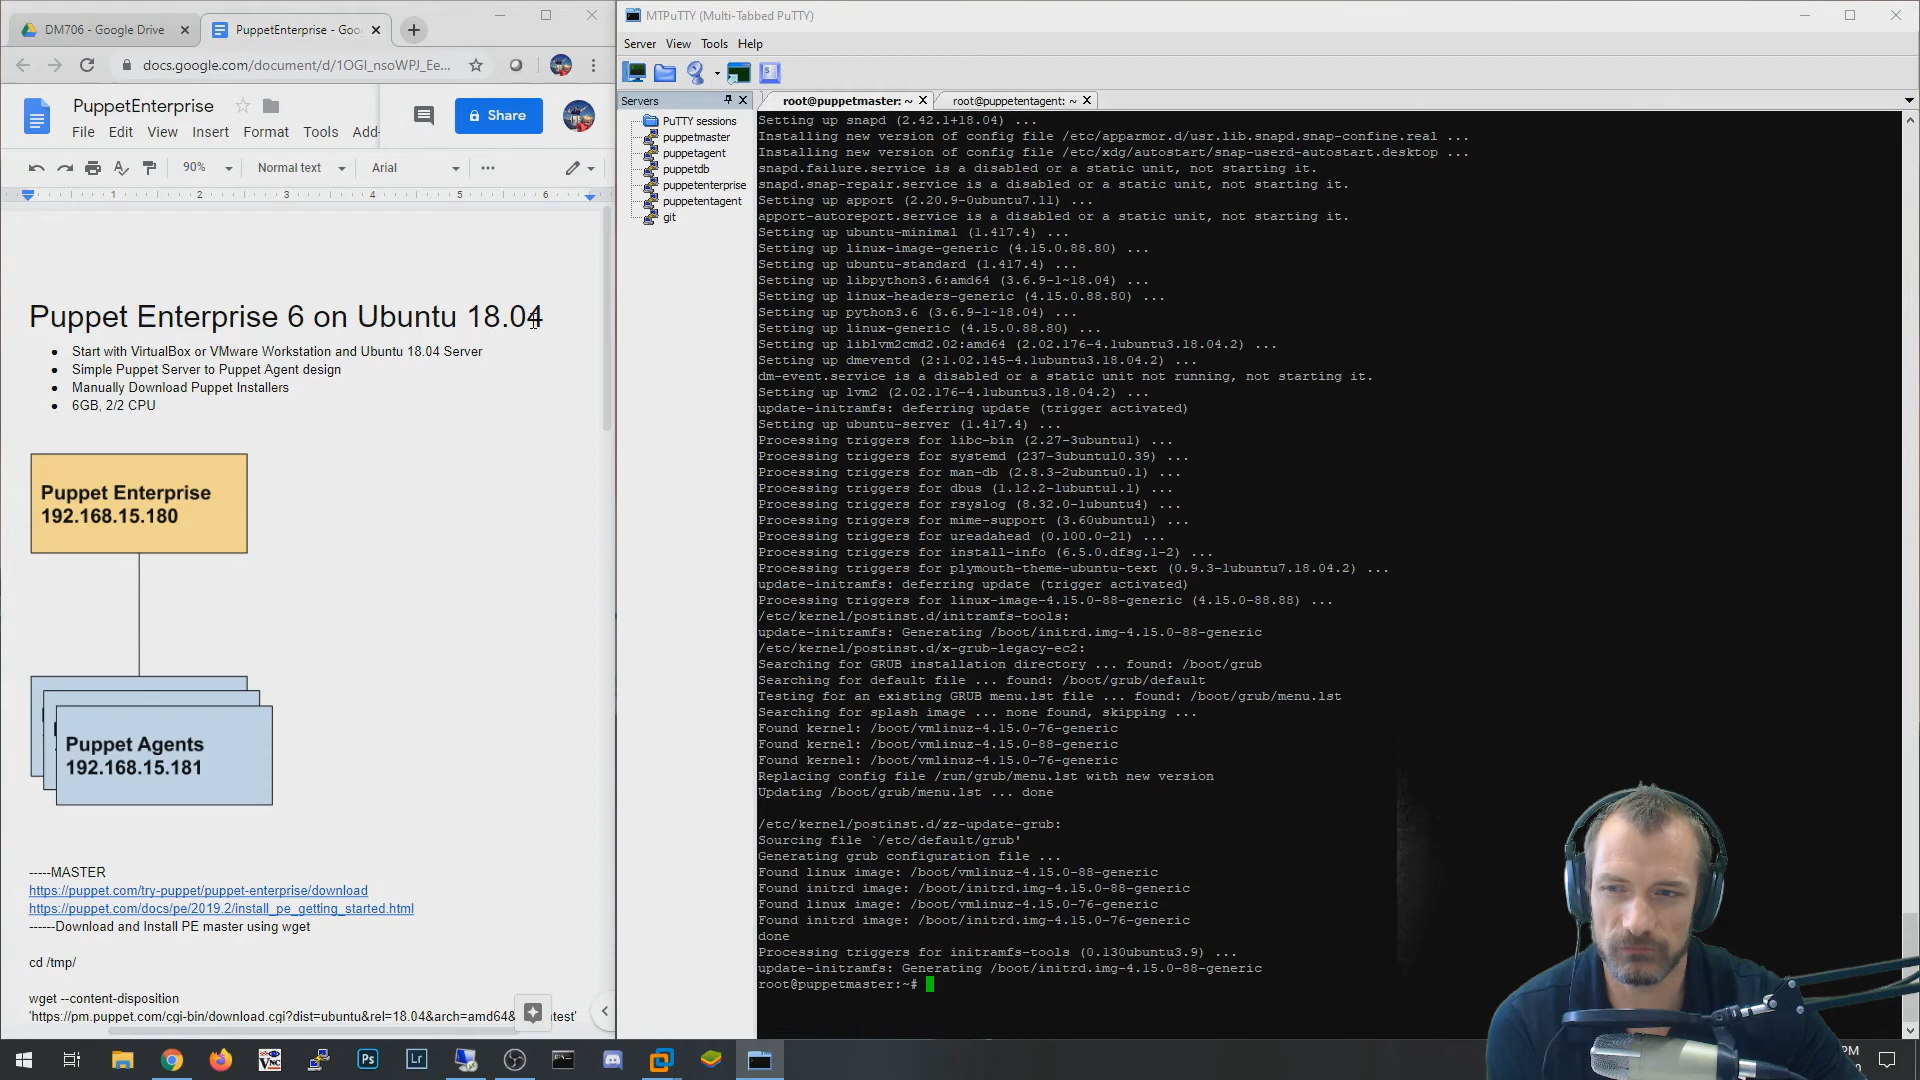 DM706 - Google Drive
PuppetEnterprise - Goo
docs.google.com/document/d/1OGI_nsoWPJ_Ee...
PuppetEnterprise
File Edit View Insert Format Tools Add-
Share
90% Normal text Arial
1 2 3 4 5 6
Puppet Enterprise 6 on Ubuntu 18.04
Start with VirtualBox or VMware Workstation and Ubuntu 18.04 Server
Simple Puppet Server to Puppet Agent design
Manually Download Puppet Installers
6GB, 2/2 CPU
Puppet Enterprise
192.168.15.180
Puppet Agents
192.168.15.181
-----MASTER
https://puppet.com/try-puppet/puppet-enterprise/download
https://puppet.com/docs/pe/2019.2/install_pe_getting_started.html
------Download and Install PE master using wget
cd /tmp/
wget --content-disposition
'https://pm.puppet.com/cgi-bin/download.cgi?dist=ubuntu&rel=18.04&arch=amd64& test'
MTPuTTY (Multi-Tabbed PuTTY)
Server View Tools Help
Servers
PuTTY sessions
puppetmaster
puppetagent
puppetdb
puppetenterprise
puppetentagent
git
root@puppetmaster: ~
root@puppetentagent: ~
Setting up snapd (2.42.1+18.04) ...
Installing new version of config file /etc/apparmor.d/usr.lib.snapd.snap-confine.real ...
Installing new version of config file /etc/xdg/autostart/snap-userd-autostart.desktop ...
snapd.failure.service is a disabled or a static unit, not starting it.
snapd.snap-repair.service is a disabled or a static unit, not starting it.
Setting up apport (2.20.9-0ubuntu7.11) ...
apport-autoreport.service is a disabled or a static unit, not starting it.
Setting up ubuntu-minimal (1.417.4) ...
Setting up linux-image-generic (4.15.0.88.80) ...
Setting up ubuntu-standard (1.417.4) ...
Setting up libpython3.6:amd64 (3.6.9-1~18.04) ...
Setting up linux-headers-generic (4.15.0.88.80) ...
Setting up python3.6 (3.6.9-1~18.04) ...
Setting up linux-generic (4.15.0.88.80) ...
Setting up liblvm2cmd2.02:amd64 (2.02.176-4.1ubuntu3.18.04.2) ...
Setting up dmeventd (2:1.02.145-4.1ubuntu3.18.04.2) ...
dm-event.service is a disabled or a static unit not running, not starting it.
Setting up lvm2 (2.02.176-4.1ubuntu3.18.04.2) ...
update-initramfs: deferring update (trigger activated)
Setting up ubuntu-server (1.417.4) ...
Processing triggers for libc-bin (2.27-3ubuntu1) ...
Processing triggers for systemd (237-3ubuntu10.39) ...
Processing triggers for man-db (2.8.3-2ubuntu0.1) ...
Processing triggers for dbus (1.12.2-1ubuntu1.1) ...
Processing triggers for rsyslog (8.32.0-1ubuntu4) ...
Processing triggers for mime-support (3.60ubuntu1) ...
Processing triggers for ureadahead (0.100.0-21) ...
Processing triggers for install-info (6.5.0.dfsg.1-2) ...
Processing triggers for plymouth-theme-ubuntu-text (0.9.3-1ubuntu7.18.04.2) ...
update-initramfs: deferring update (trigger activated)
Processing triggers for linux-image-4.15.0-88-generic (4.15.0-88.88) ...
/etc/kernel/postinst.d/initramfs-tools:
update-initramfs: Generating /boot/initrd.img-4.15.0-88-generic
/etc/kernel/postinst.d/x-grub-legacy-ec2:
Searching for GRUB installation directory ... found: /boot/grub
Searching for default file ... found: /boot/grub/default
Testing for an existing GRUB menu.lst file ... found: /boot/grub/menu.lst
Searching for splash image ... none found, skipping ...
Found kernel: /boot/vmlinuz-4.15.0-76-generic
Found kernel: /boot/vmlinuz-4.15.0-88-generic
Found kernel: /boot/vmlinuz-4.15.0-76-generic
Replacing config file /run/grub/menu.lst with new version
Updating /boot/grub/menu.lst ... done
/etc/kernel/postinst.d/zz-update-grub:
Sourcing file `/etc/default/grub'
Generating grub configuration file ...
Found linux image: /boot/vmlinuz-4.15.0-88-generic
Found initrd image: /boot/initrd.img-4.15.0-88-generic
Found linux image: /boot/vmlinuz-4.15.0-76-generic
Found initrd image: /boot/initrd.img-4.15.0-76-generic
done
Processing triggers for initramfs-tools (0.130ubuntu3.9) ...
update-initramfs: Generating /boot/initrd.img-4.15.0-88-generic
root@puppetmaster:~#
VNC
Ps
Lr
PM